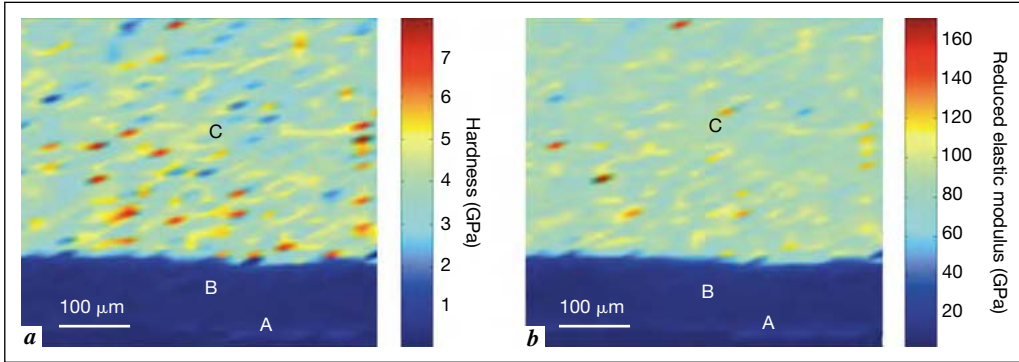 C
B
A
100 μm
a
7
6
5
4
3
2
1
Hardness (GPa)
C
B
A
100 μm
b
160
140
120
100
80
60
40
20
Reduced elastic modulus (GPa)